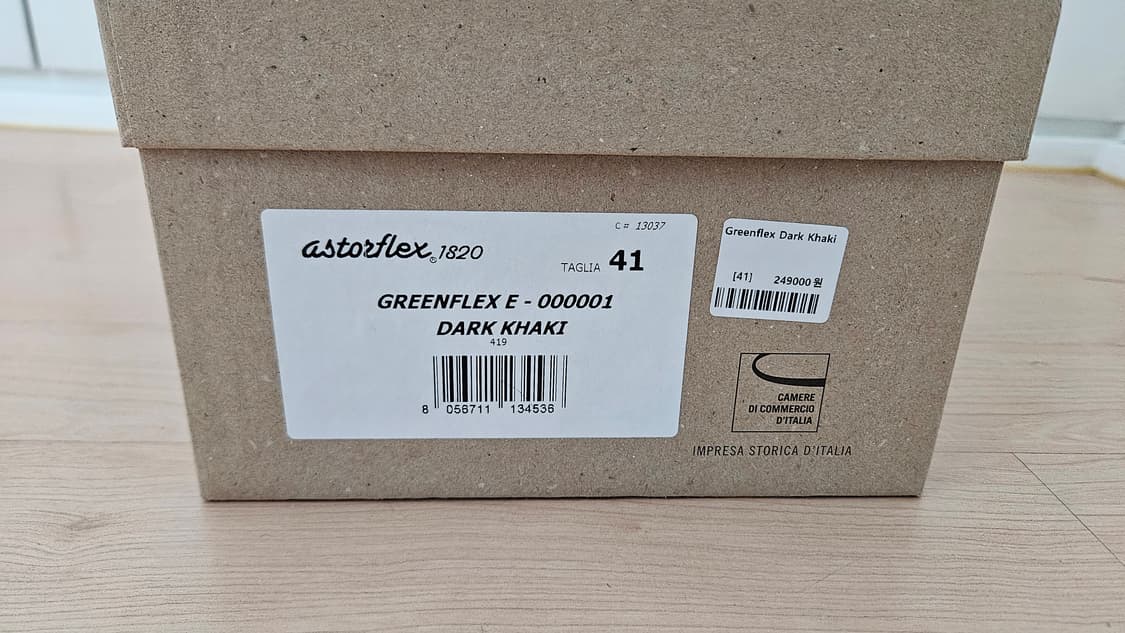 C# 13037
astorflex® 1820
TAGLIA 41
GREENFLEX E - 000001
DARK KHAKI
419
8 056711 134536
Greenflex Dark Khaki
[41] 249000원
CAMERE
DI COMMERCIO
D'ITALIA
IMPRESA STORICA D'ITALIA